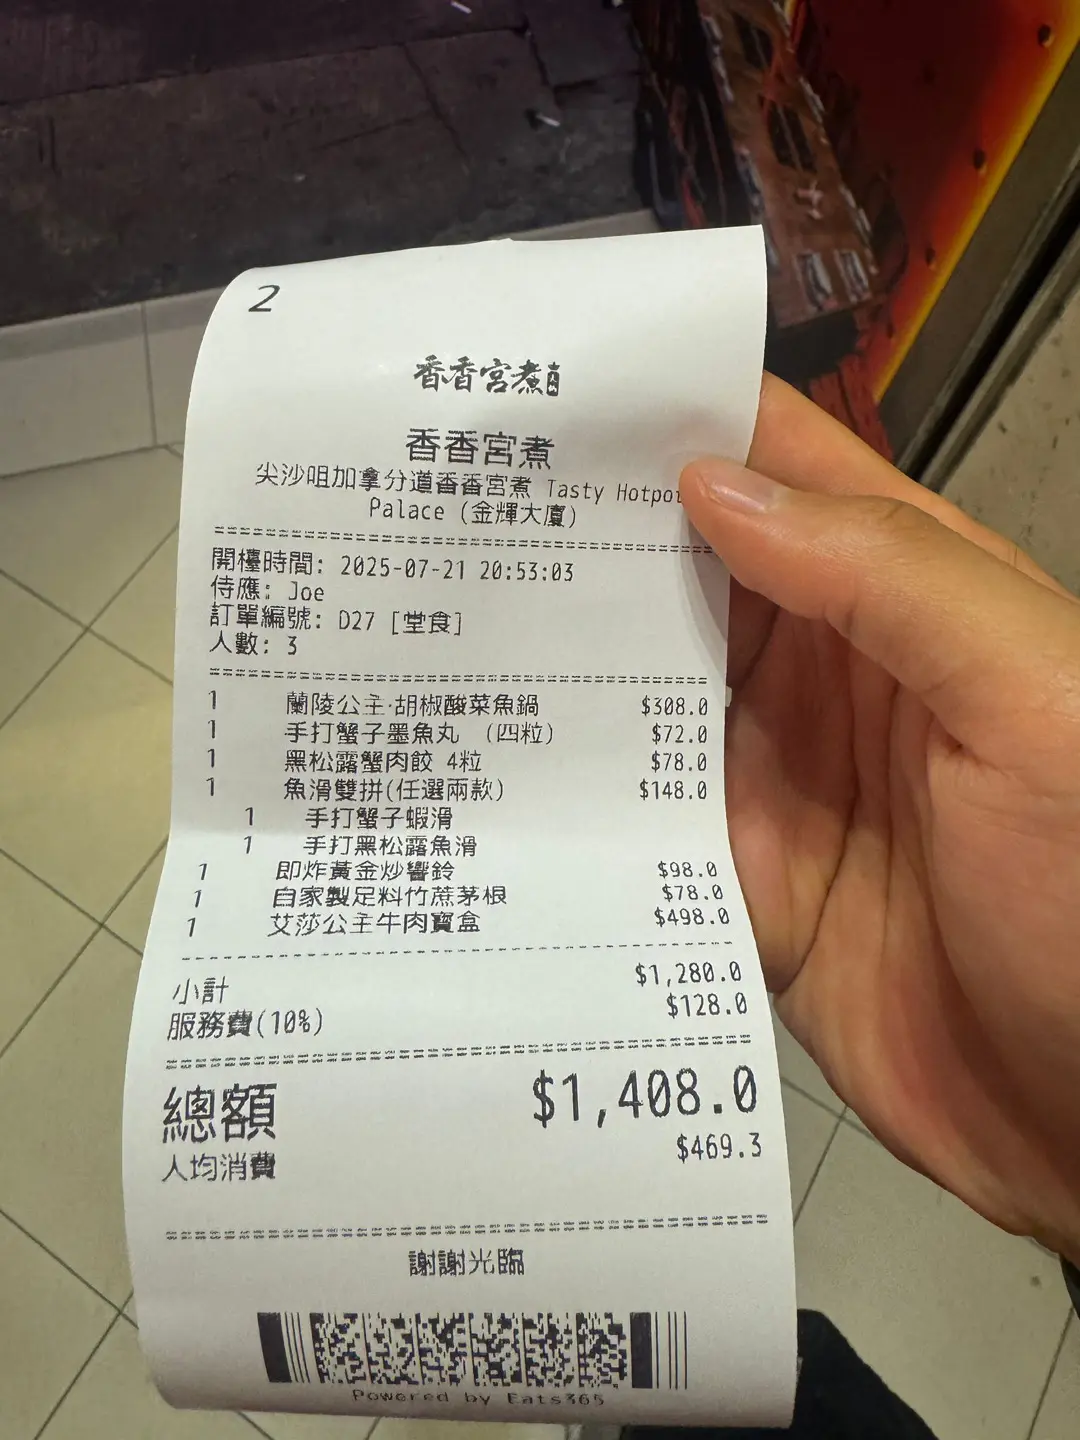 2
香香宮煮
香香宮煮
尖沙咀加拿分道香香宮煮 Tasty Hotpo
Palace (金輝大廈)
開檯時間: 2025-07-21 20:53:03
侍應: Joe
訂單編號: D27 [堂食]
人數: 3
1 蘭陵公主·胡椒酸菜魚鍋 $308.0
1 手打蟹子墨魚丸 (四粒) $72.0
1 黑松露蟹肉餃 4粒 $78.0
1 魚滑雙拼(任選兩款) $148.0
1 手打蟹子蝦滑
1 手打黑松露魚滑
1 即炸黃金炒響鈴 $98.0
1 自家製足料竹蔗茅根 $78.0
1 艾莎公主牛肉寶盒 $498.0
小計 $1,280.0
服務費(10%) $128.0
總額 $1,408.0
人均消費 $469.3
謝謝光臨
Powered by Eats365